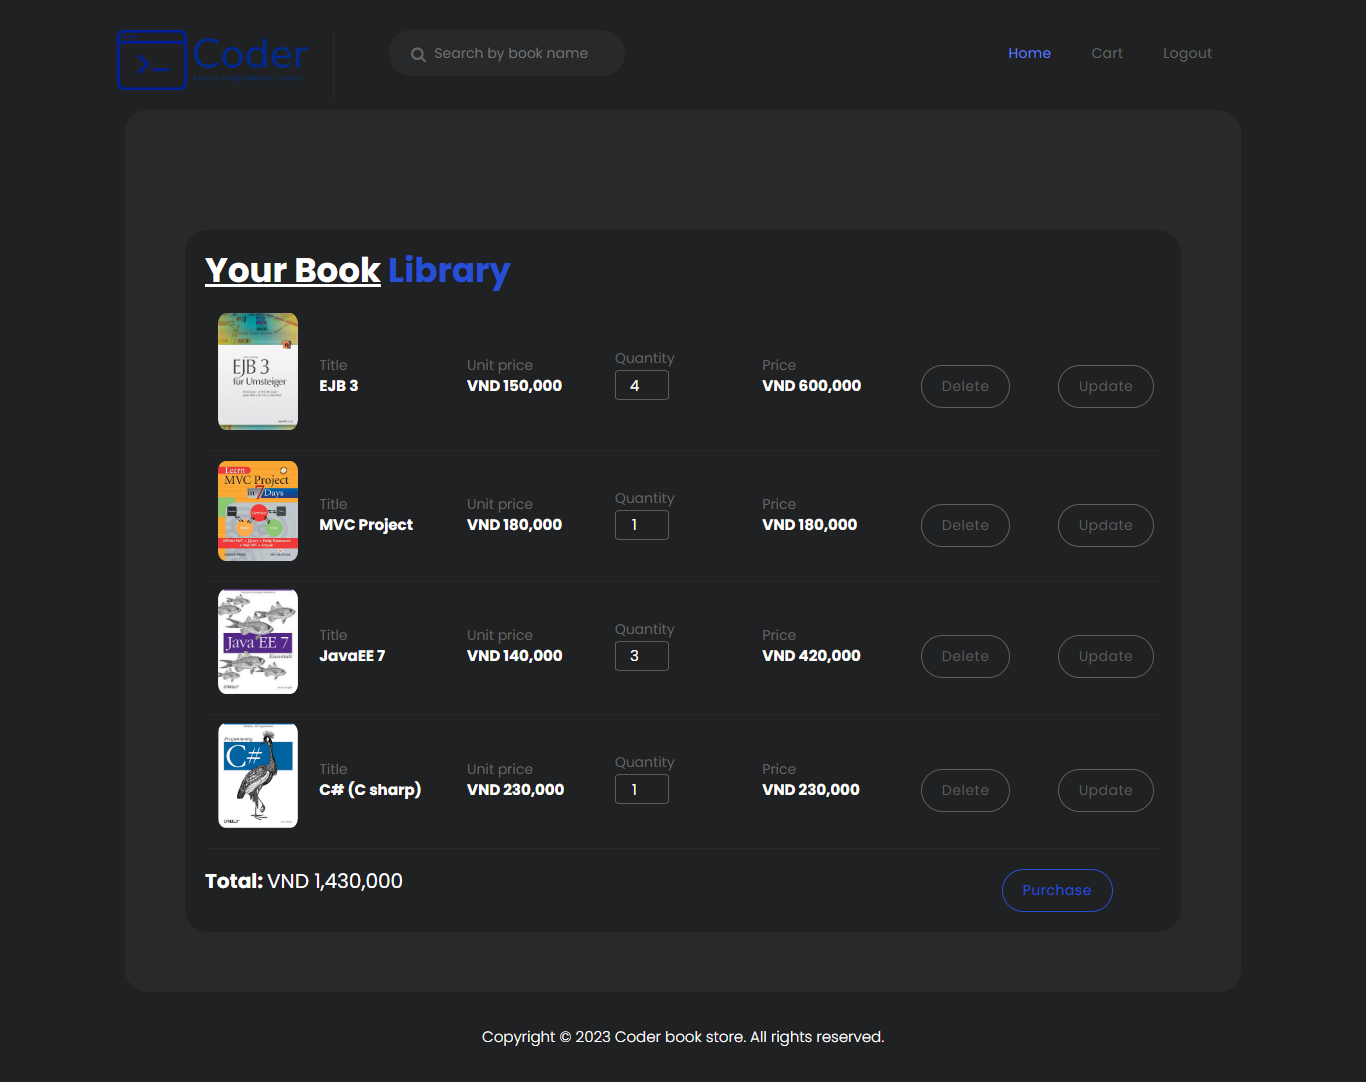 Coder
Search by book name
Home
Cart
Logout
Your Book Library
EJB 3
für Umsteiger
Title
EJB 3
Unit price
VND 150,000
Quantity
4
Price
VND 600,000
Delete
Update
Learn
MVC Project
in 7 Days
Title
MVC Project
Unit price
VND 180,000
Quantity
1
Price
VND 180,000
Delete
Update
Java EE 7
Essentials
O'REILLY
Title
JavaEE 7
Unit price
VND 140,000
Quantity
3
Price
VND 420,000
Delete
Update
Programming
C#
O'REILLY
Title
C# (C sharp)
Unit price
VND 230,000
Quantity
1
Price
VND 230,000
Delete
Update
Total: VND 1,430,000
Purchase
Copyright © 2023 Coder book store. All rights reserved.